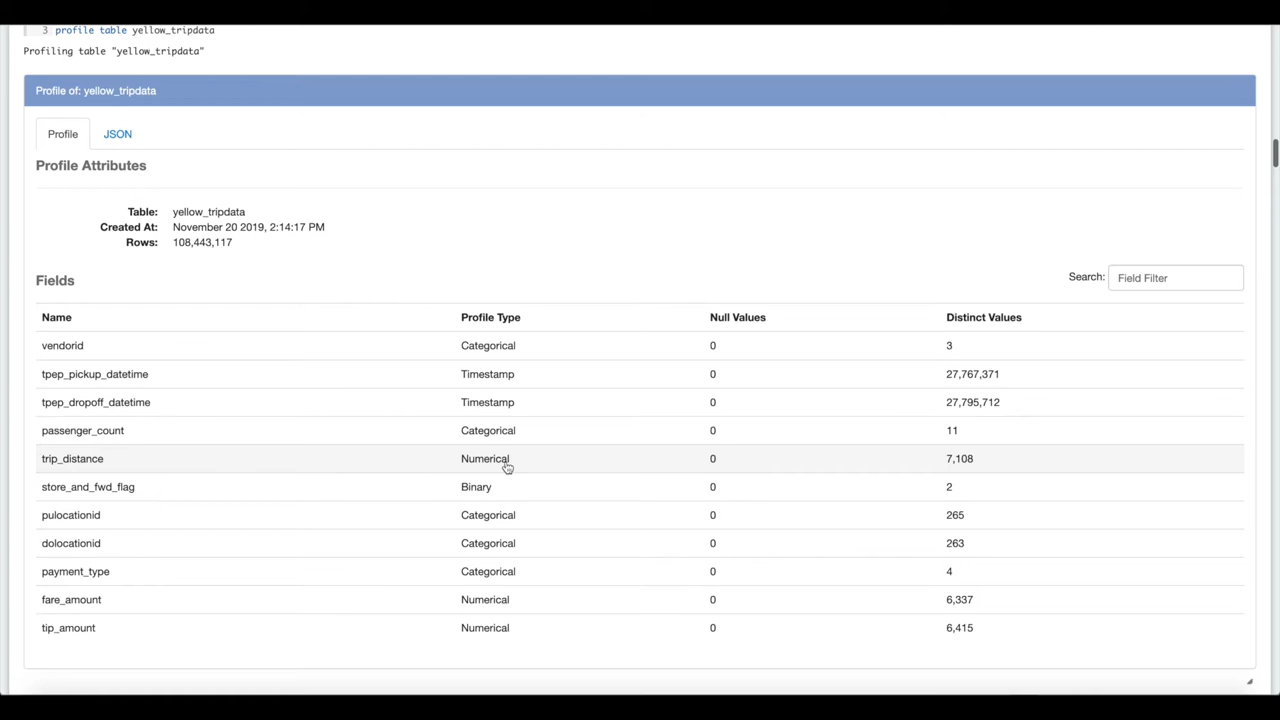 3 profile table yellow_tripdata
Profiling table "yellow_tripdata"
Profile of: yellow_tripdata
Profile JSON
Profile Attributes
Table: yellow_tripdata
Created At: November 20 2019, 2:14:17 PM
Rows: 108,443,117
Fields Search: Field Filter
Name Profile Type Null Values Distinct Values
vendorid Categorical 0 3
tpep_pickup_datetime Timestamp 0 27,767,371
tpep_dropoff_datetime Timestamp 0 27,795,712
passenger_count Categorical 0 11
trip_distance Numerical 0 7,108
store_and_fwd_flag Binary 0 2
pulocationid Categorical 0 265
dolocationid Categorical 0 263
payment_type Categorical 0 4
fare_amount Numerical 0 6,337
tip_amount Numerical 0 6,415